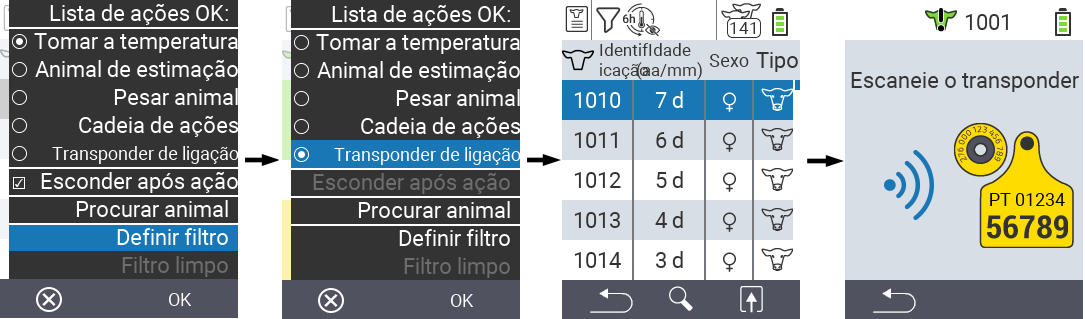 Lista de ações OK:
Tomar a temperatura
Animal de estimação
Pesar animal
Cadeia de ações
Transponder de ligação
Esconder após ação
Procurar animal
Definir filtro
Filtro limpo
OK
Lista de ações OK:
Tomar a temperatura
Animal de estimação
Pesar animal
Cadeia de ações
Transponder de ligação
Esconder após ação
Procurar animal
Definir filtro
Filtro limpo
OK
6h
141
Identif Idade Sexo Tipo
icação (aa/mm)
1010 7 d
1011 6 d
1012 5 d
1013 4 d
1014 3 d
1001
Escaneie o transponder
276 000 123 456 789
PT 01234
56789